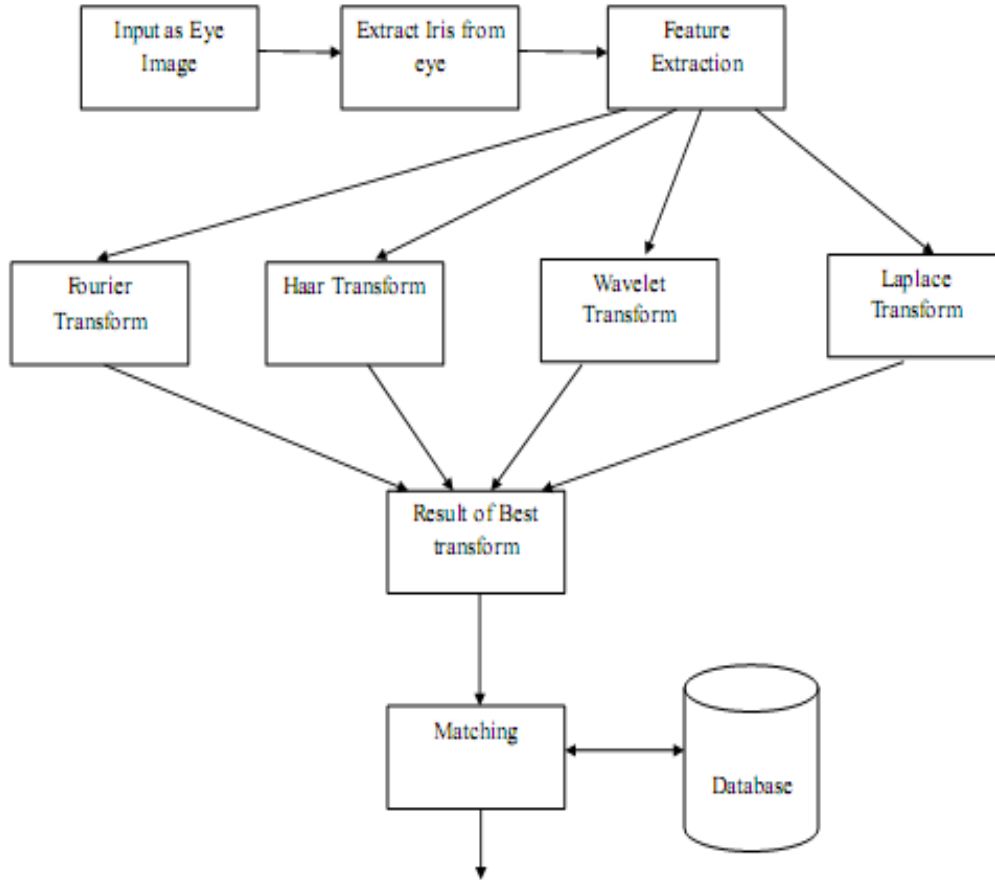 Input as Eye
Image
Extract Iris from
eye
Feature
Extraction
Fourier
Transform
Haar Transform
Wavelet
Transform
Laplace
Transform
Result of Best
transform
Matching
Database